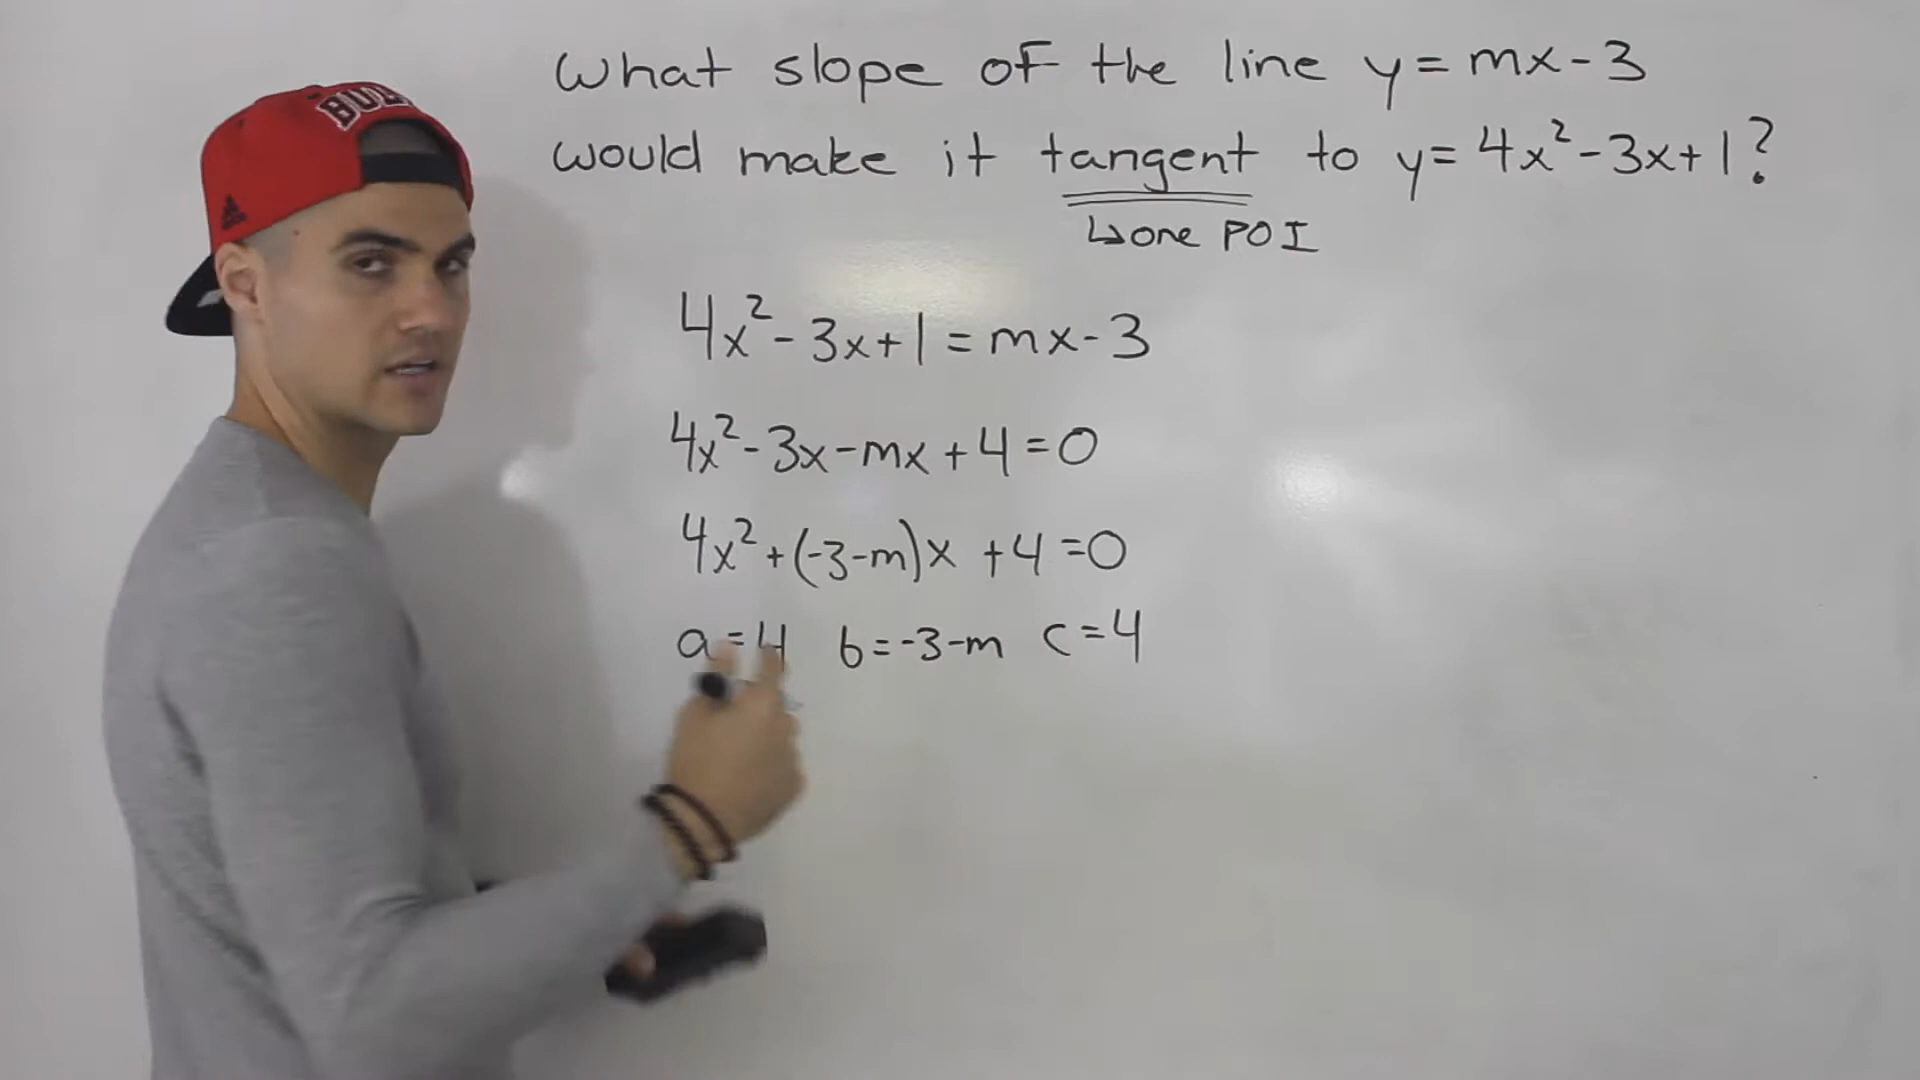 What slope of the line y = mx - 3
would make it tangent to y = 4x² - 3x + 1?
↳ one POI
4x² - 3x + 1 = mx - 3
4x² - 3x - mx + 4 = 0
4x² + (-3-m)x + 4 = 0
a = 4 b = -3-m c = 4